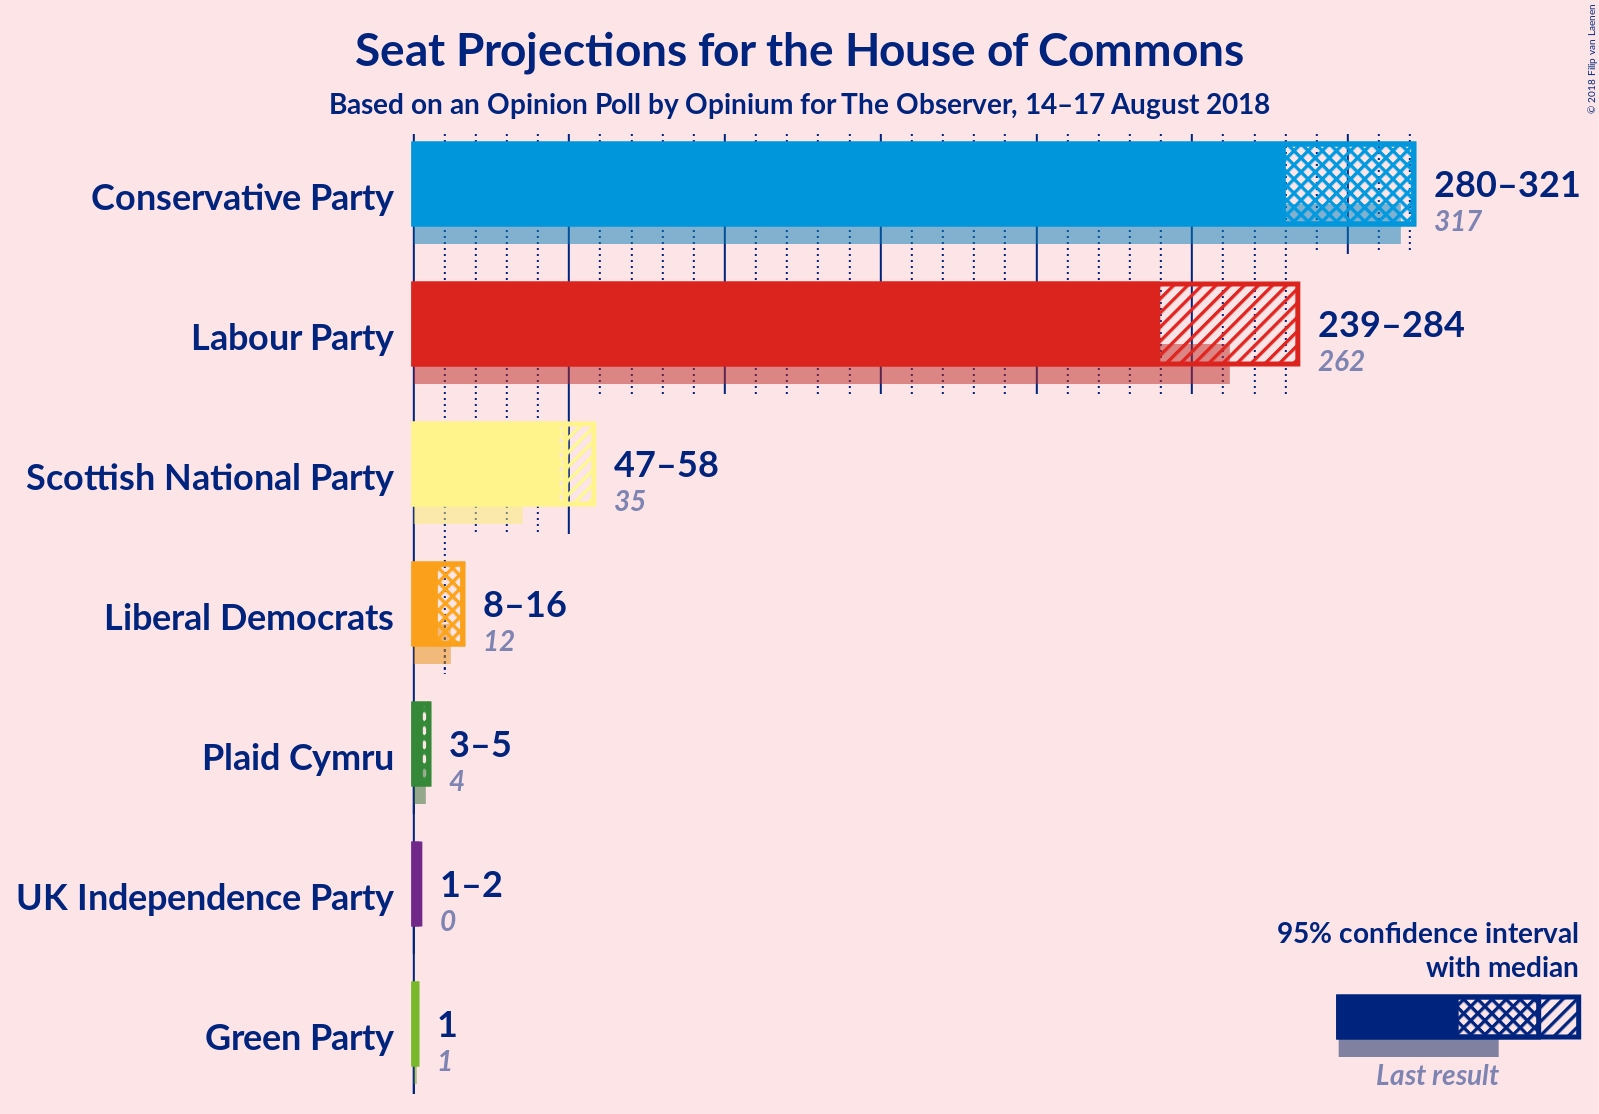 Seat Projections for the House of Commons
Based on an Opinion Poll by Opinium for The Observer, 14–17 August 2018
© 2018 Filip van Laenen
Conservative Party
280–321
317
Labour Party
239–284
262
Scottish National Party
47–58
35
Liberal Democrats
8–16
12
Plaid Cymru
3–5
4
UK Independence Party
1–2
0
Green Party
1
1
95% confidence interval
with median
Last result